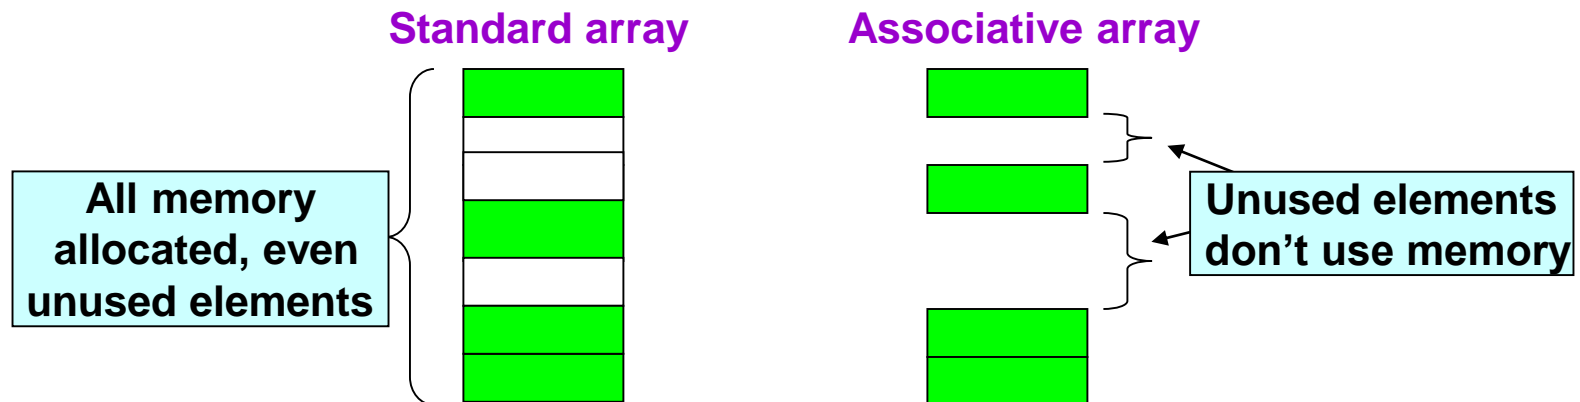 Standard array
Associative array
All memory
allocated, even
unused elements
Unused elements
don’t use memory